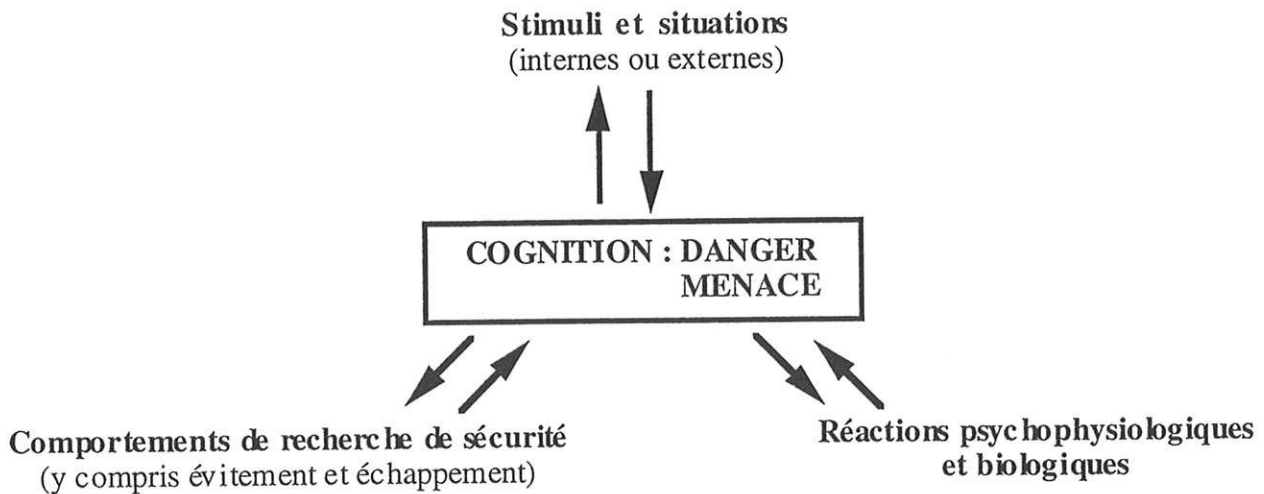 Stimuli et situations
(internes ou externes)
COGNITION : DANGER
MENACE
Comportements de recherche de sécurité
(y compris évitement et échappement)
Réactions psychophysiologiques
et biologiques